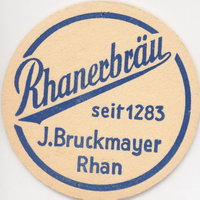 Rhanerbräu
seit 1283
J. Bruckmayer
Rhan